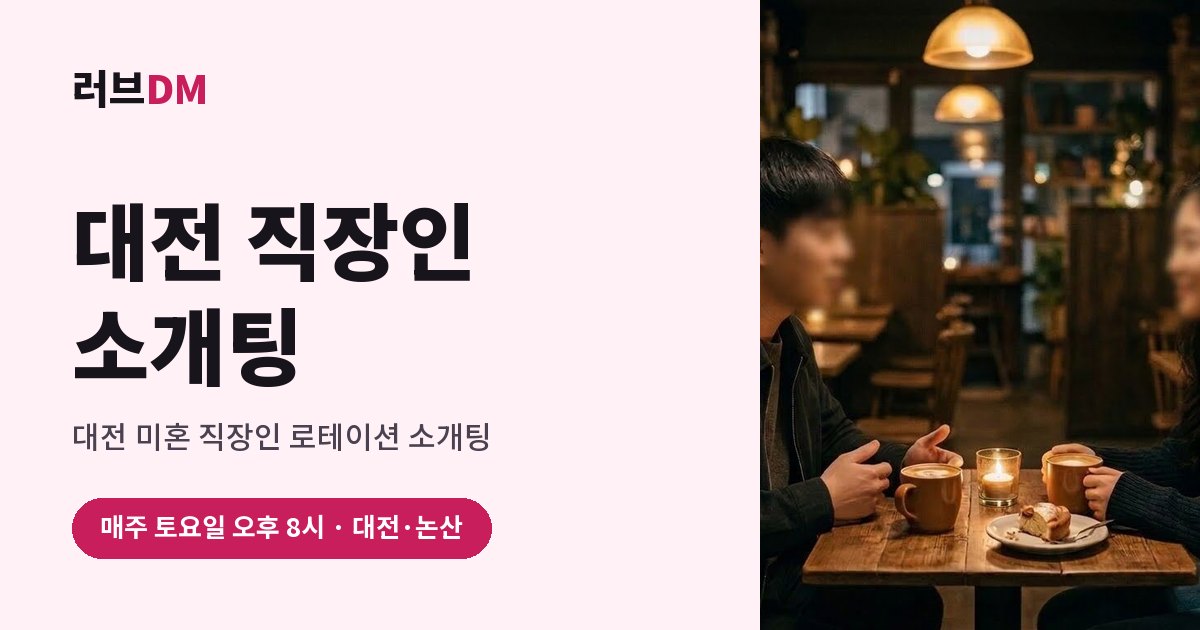 러브DM
대전 직장인
소개팅
대전 미혼 직장인 로테이션 소개팅
매주 토요일 오후 8시 · 대전·논산